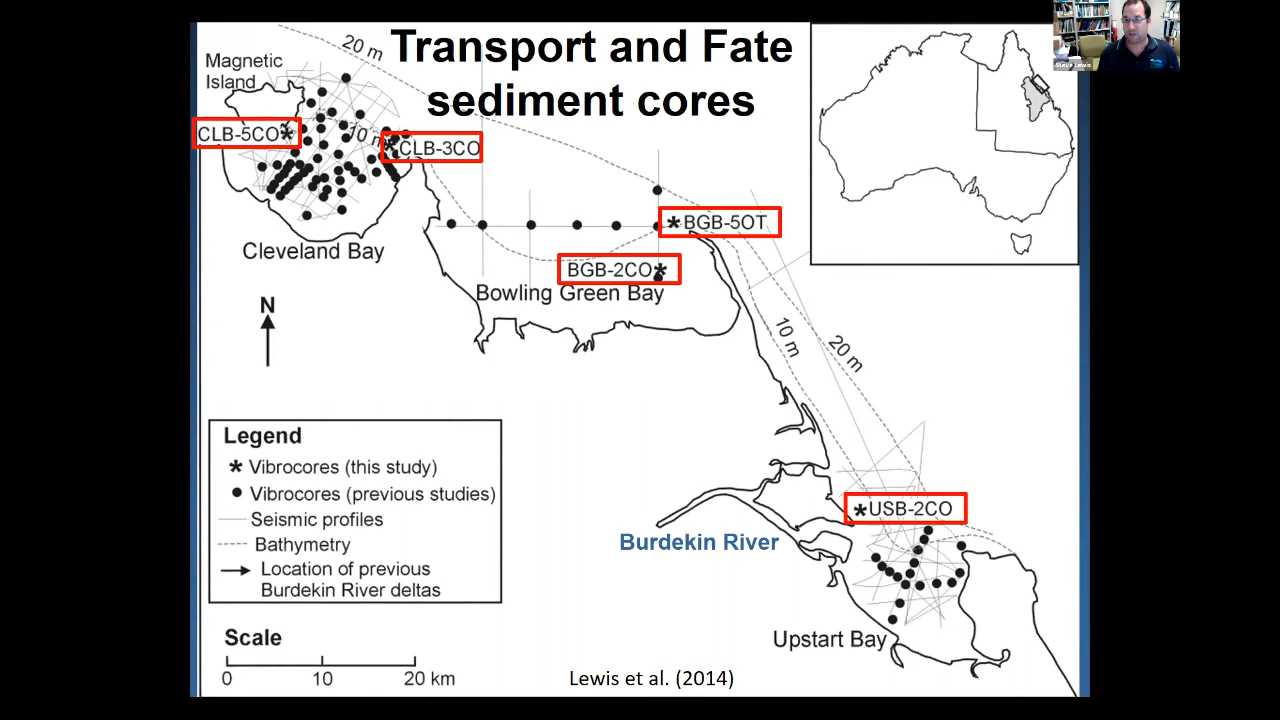 Transport and Fate
sediment cores
Steve Lewis
20 m
Magnetic
Island
CLB-5CO
10 m
CLB-3CO
Cleveland Bay
BGB-5OT
BGB-2CO
Bowling Green Bay
N
10 m
20 m
USB-2CO
Burdekin River
Upstart Bay
Legend
* Vibrocores (this study)
Vibrocores (previous studies)
Seismic profiles
Bathymetry
Location of previous
Burdekin River deltas
Scale
0 10 20 km
Lewis et al. (2014)